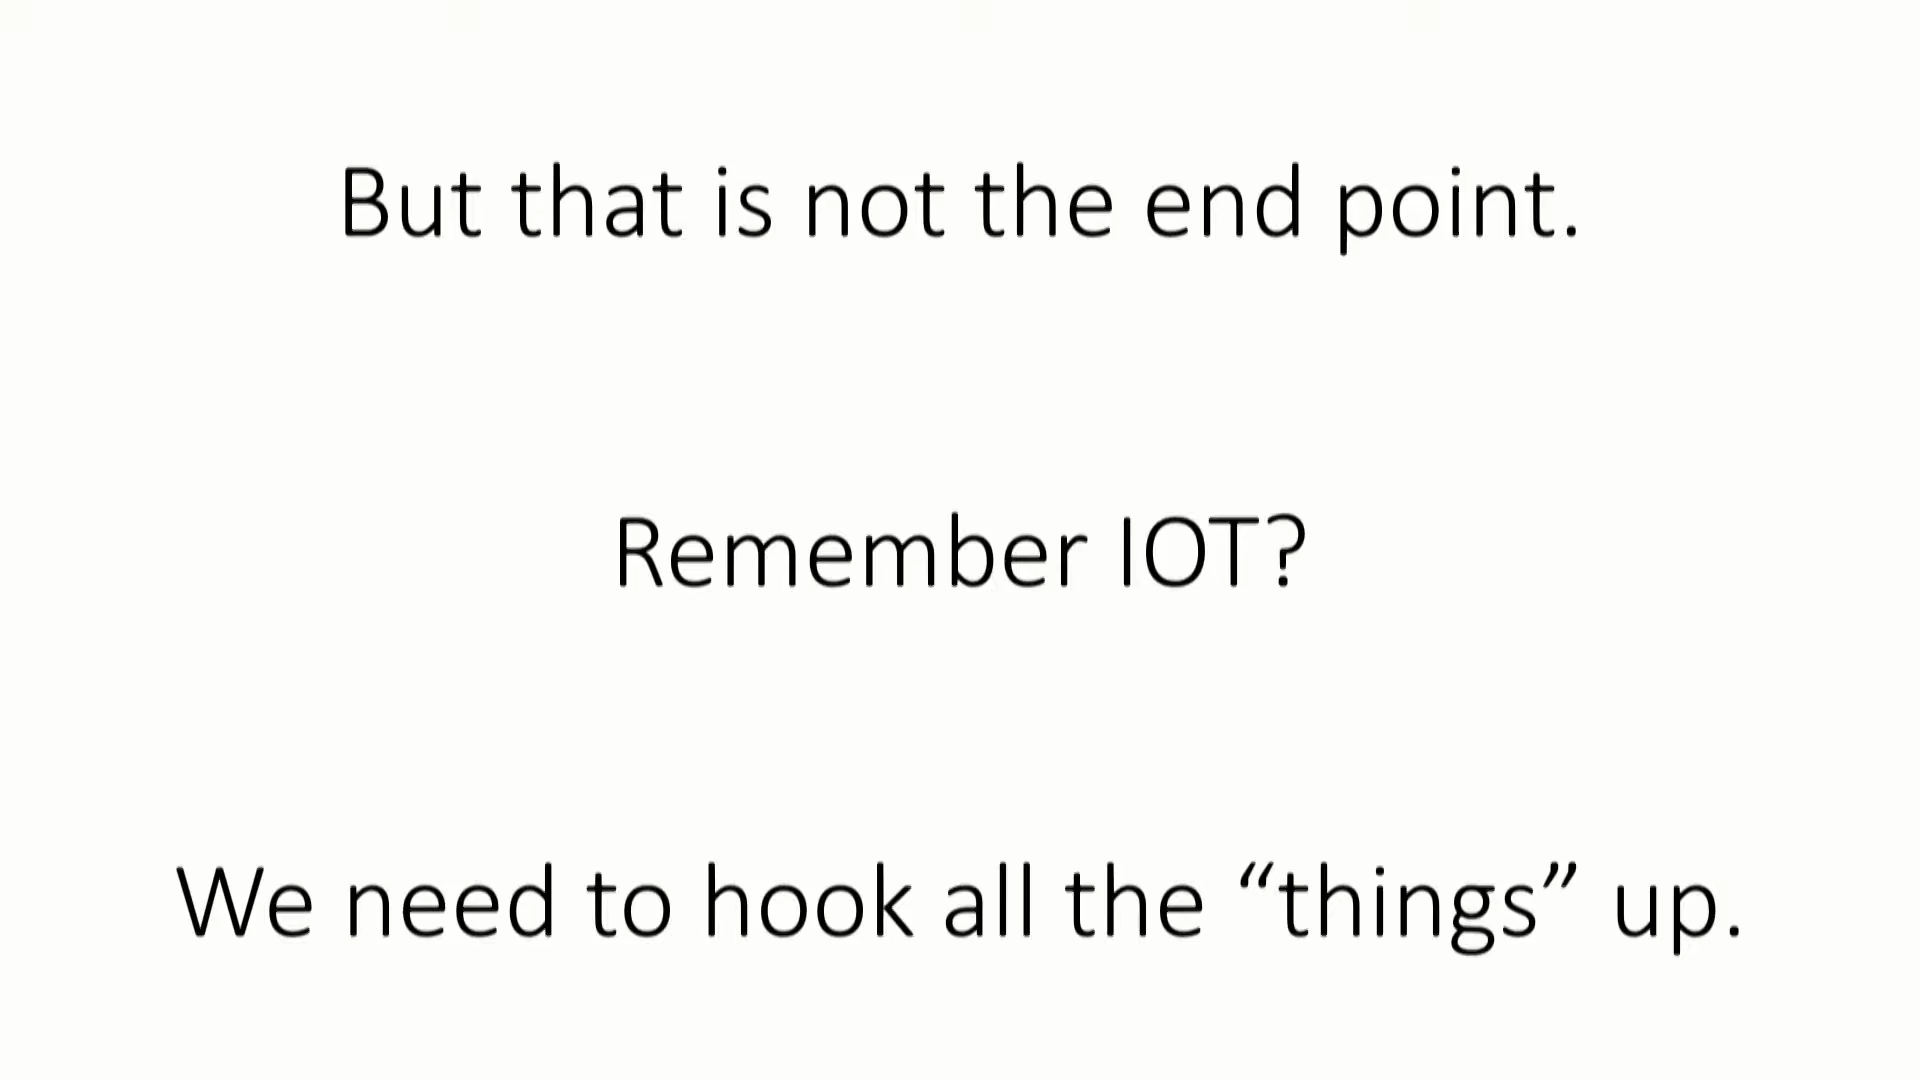 But that is not the end point.
Remember IOT?
We need to hook all the “things” up.